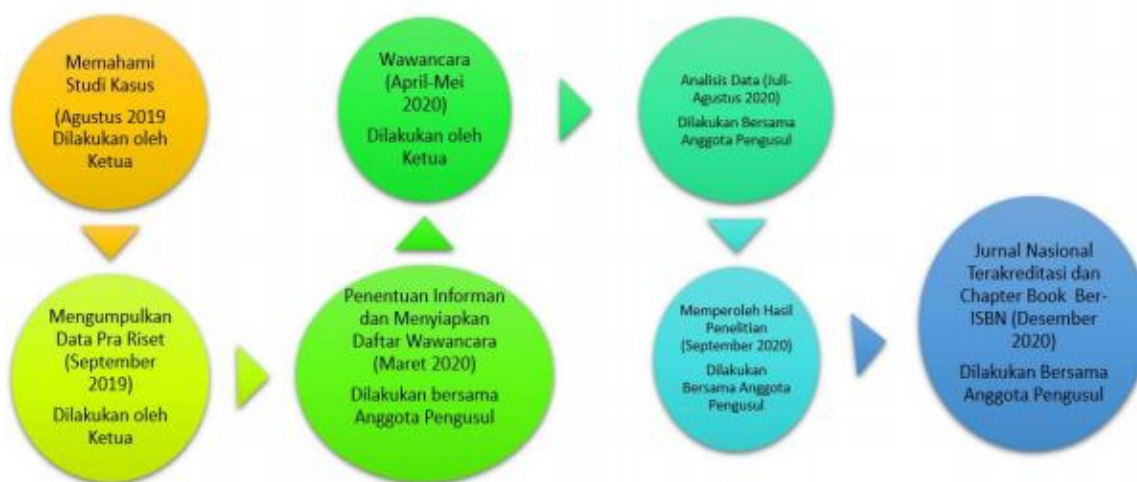 Memahami
Studi Kasus
(Agustus 2019
Dilakukan oleh
Ketua
Mengumpulkan
Data Pra Riset
(September
2019)
Dilakukan oleh
Ketua
Penentuan Informan
dan Menyiapkan
Daftar Wawancara
(Maret 2020)
Dilakukan bersama
Anggota Pengusul
Wawancara
(April-Mei
2020)
Dilakukan oleh
Ketua
Analisis Data (Juli-
Agustus 2020)
Dilakukan Bersama
Anggota Pengusul
Memperoleh Hasil
Penelitian
(September 2020)
Dilakukan
Bersama Anggota
Pengusul
Jurnal Nasional
Terakreditasi dan
Chapter Book Ber-
ISBN (Desember
2020)
Dilakukan Bersama
Anggota Pengusul